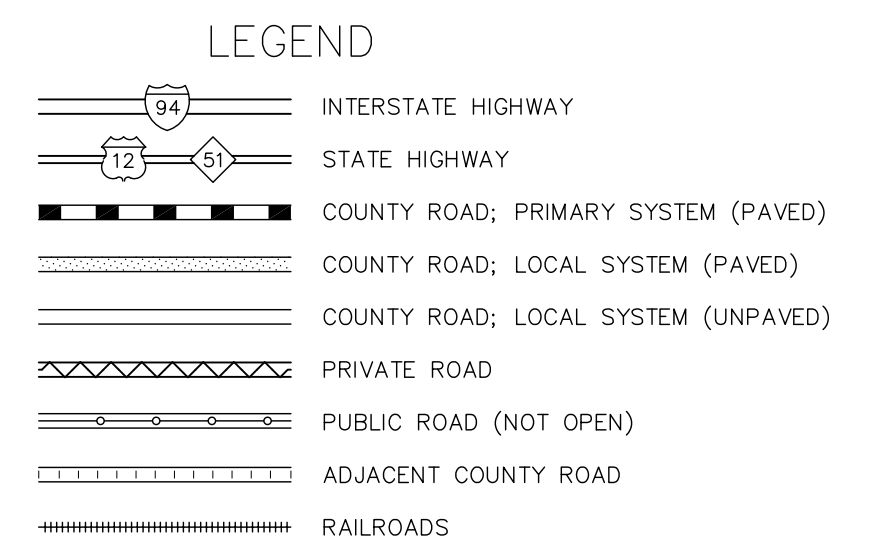 LEGEND
94 INTERSTATE HIGHWAY
12 51 STATE HIGHWAY
COUNTY ROAD; PRIMARY SYSTEM (PAVED)
COUNTY ROAD; LOCAL SYSTEM (PAVED)
COUNTY ROAD; LOCAL SYSTEM (UNPAVED)
PRIVATE ROAD
PUBLIC ROAD (NOT OPEN)
ADJACENT COUNTY ROAD
RAILROADS